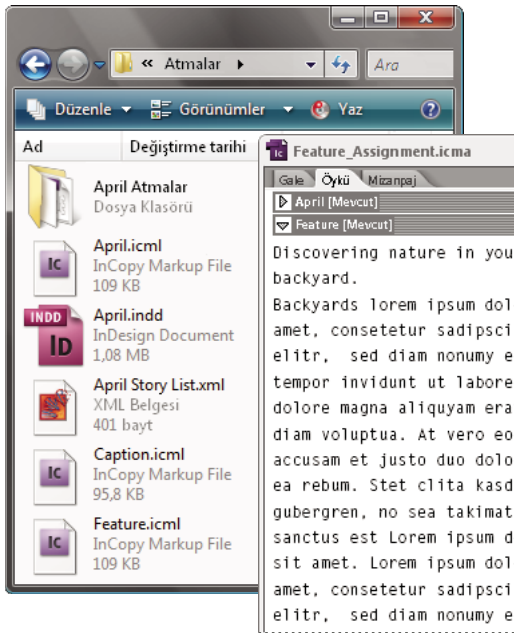 « Atmalar
Ara
Düzenle Görünümler Yaz
Ad Değiştirme tarihi
April Atmalar
Dosya Klasörü
Ic
April.icml
InCopy Markup File
109 KB
INDD
Id
April.indd
InDesign Document
1,08 MB
April Story List.xml
XML Belgesi
401 bayt
Ic
Caption.icml
InCopy Markup File
95,8 KB
Ic
Feature.icml
InCopy Markup File
109 KB
Ic Feature_Assignment.icma
Gale Öykü Mizanpaj
April [Mevcut]
Feature [Mevcut]
Discovering nature in you
backyard.
Backyards lorem ipsum dol
amet, consetetur sadipsci
elitr, sed diam nonumy e
tempor invidunt ut labore
dolore magna aliquyam era
diam voluptua. At vero eo
accusam et justo duo dolo
ea rebum. Stet clita kasd
gubergren, no sea takimat
sanctus est Lorem ipsum d
sit amet. Lorem ipsum dol
amet, consetetur sadipsci
elitr, sed diam nonumy e